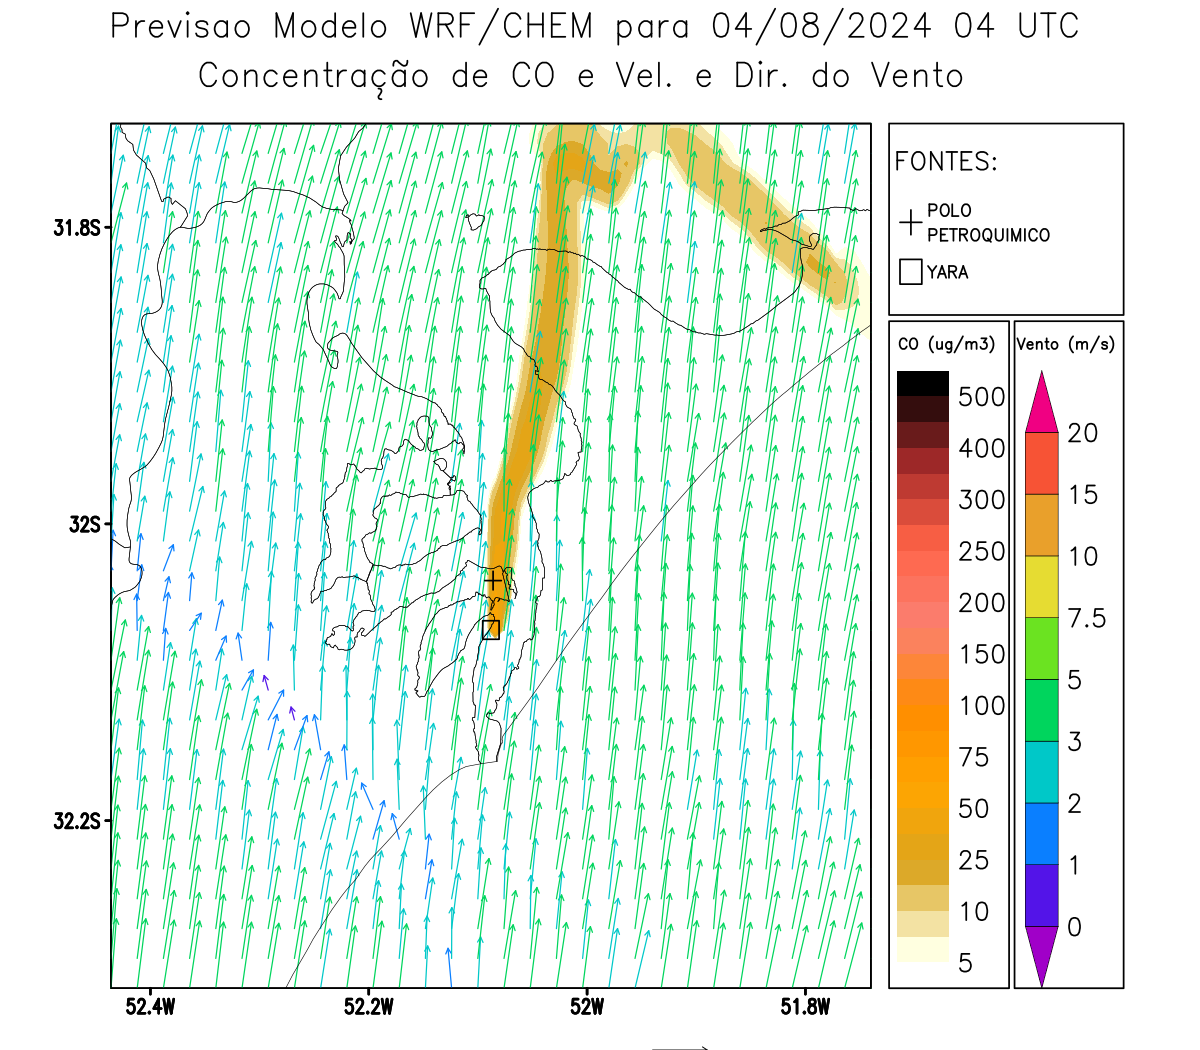 Previsao Modelo WRF/CHEM para 04/08/2024 04 UTC
Concentração de CO e Vel. e Dir. do Vento
FONTES:
POLO
PETROQUIMICO
YARA
CO (ug/m3)
500
400
300
250
200
150
100
75
50
25
10
5
Vento (m/s)
20
15
10
7.5
5
3
2
1
0
31.8S
32S
32.2S
52.4W
52.2W
52W
51.8W